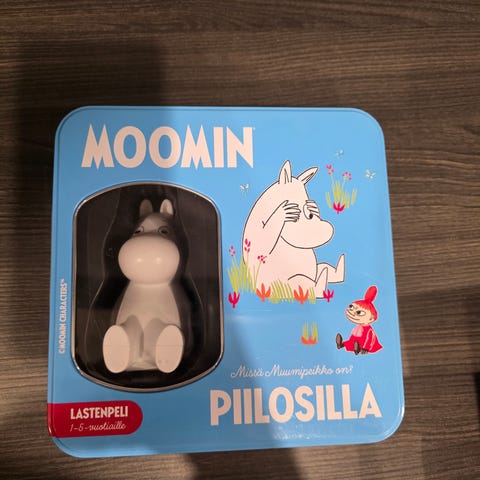 MOOMIN
©MOOMIN CHARACTERS™
Missä Muumipeikko on?
PIILOSILLA
LASTENPELI
1-5-vuotiaille